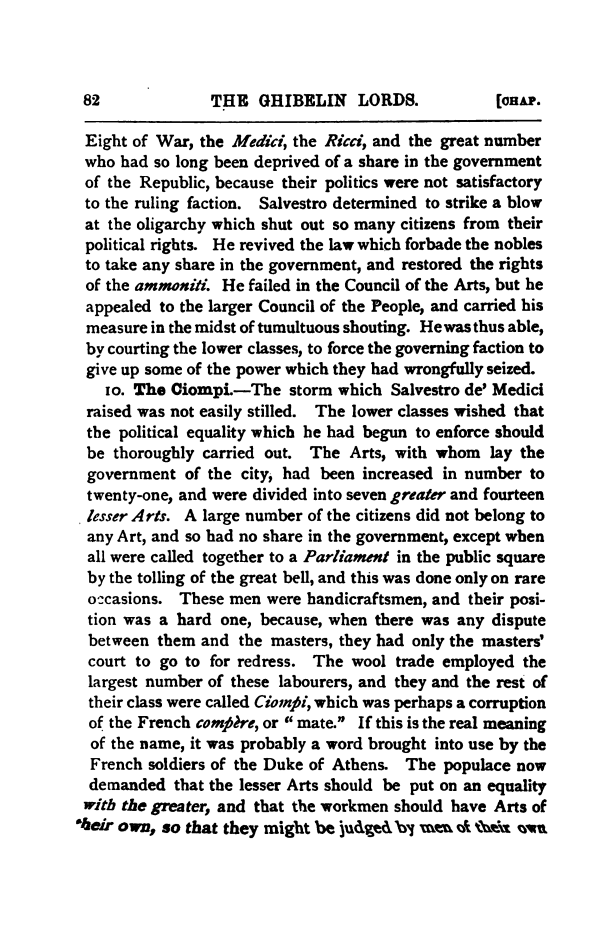 82 THE GHIBELIN LORDS. [CHAP.
Eight of War, the Medici, the Ricci, and the great number
who had so long been deprived of a share in the government
of the Republic, because their politics were not satisfactory
to the ruling faction. Salvestro determined to strike a blow
at the oligarchy which shut out so many citizens from their
political rights. He revived the law which forbade the nobles
to take any share in the government, and restored the rights
of the ammoniti. He failed in the Council of the Arts, but he
appealed to the larger Council of the People, and carried his
measure in the midst of tumultuous shouting. He was thus able,
by courting the lower classes, to force the governing faction to
give up some of the power which they had wrongfully seized.
10. The Ciompi.—The storm which Salvestro de' Medici
raised was not easily stilled. The lower classes wished that
the political equality which he had begun to enforce should
be thoroughly carried out. The Arts, with whom lay the
government of the city, had been increased in number to
twenty-one, and were divided into seven greater and fourteen
lesser Arts. A large number of the citizens did not belong to
any Art, and so had no share in the government, except when
all were called together to a Parliament in the public square
by the tolling of the great bell, and this was done only on rare
occasions. These men were handicraftsmen, and their posi-
tion was a hard one, because, when there was any dispute
between them and the masters, they had only the masters'
court to go to for redress. The wool trade employed the
largest number of these labourers, and they and the rest of
their class were called Ciompi, which was perhaps a corruption
of the French compère, or "mate." If this is the real meaning
of the name, it was probably a word brought into use by the
French soldiers of the Duke of Athens. The populace now
demanded that the lesser Arts should be put on an equality
with the greater, and that the workmen should have Arts of
their own, so that they might be judged by men of their own